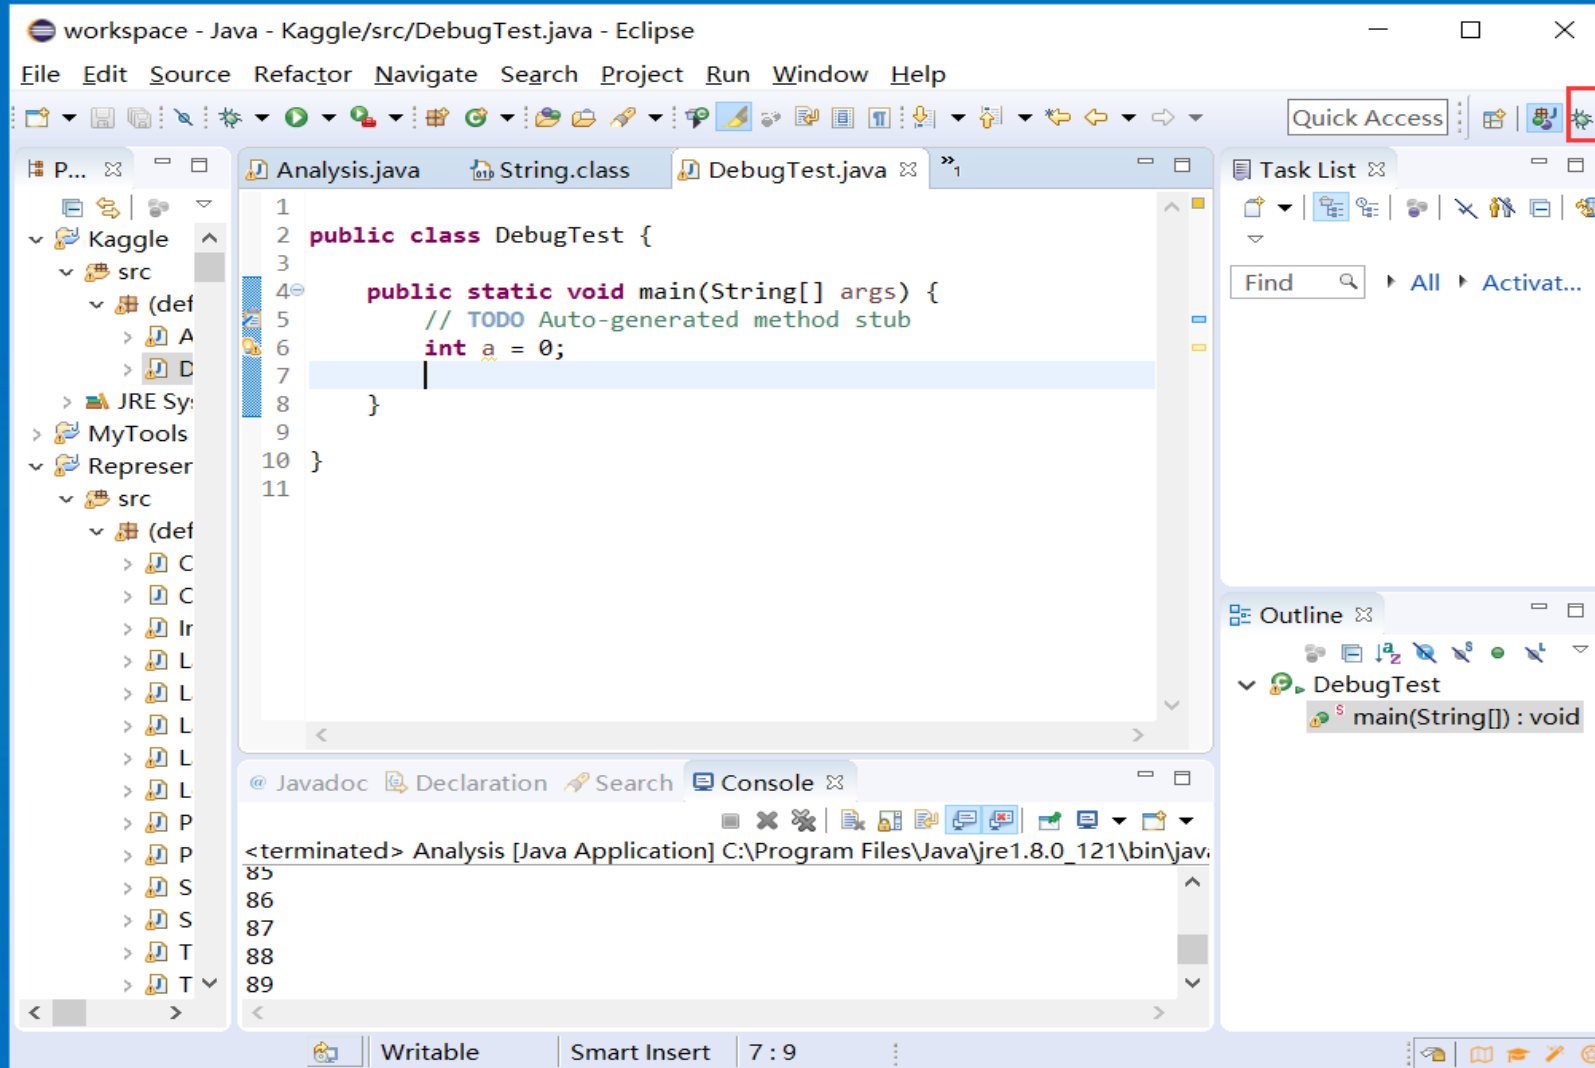 workspace - Java - Kaggle/src/DebugTest.java - Eclipse
File Edit Source Refactor Navigate Search Project Run Window Help
Quick Access
P...
Kaggle
src
(def
A
D
JRE Sy
MyTools
Represer
src
(def
C
C
Ir
L
L
L
L
L
P
P
S
S
T
T
Analysis.java String.class DebugTest.java »1
1
2 public class DebugTest {
3
4 public static void main(String[] args) {
5 // TODO Auto-generated method stub
6 int a = 0;
7
8 }
9
10 }
11
Task List
Find All Activat...
Outline
DebugTest
main(String[]) : void
@ Javadoc Declaration Search Console
<terminated> Analysis [Java Application] C:\Program Files\Java\jre1.8.0_121\bin\java
85
86
87
88
89
Writable Smart Insert 7 : 9